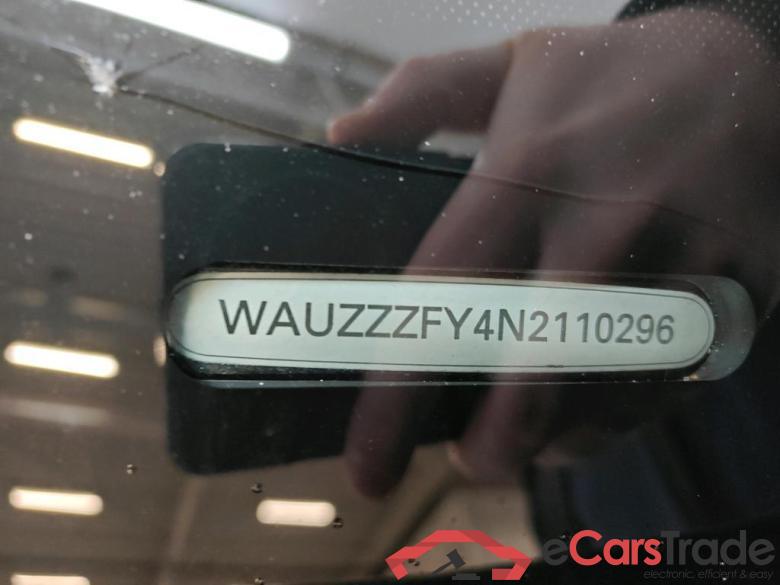 WAUZZZFY4N2110296
eCarsTrade
electronic, efficient & easy